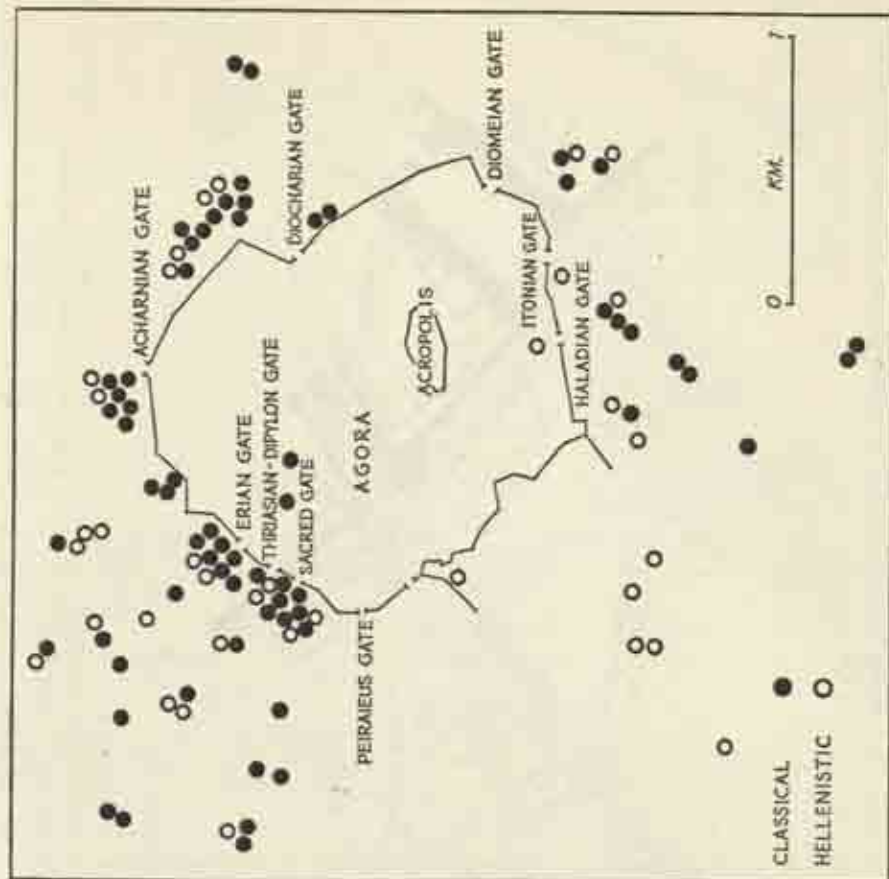 ACHARNIAN GATE
DIOCHARIAN GATE
ERIAN GATE
THRIASIAN-DIPYLON GATE
SACRED GATE
AGORA
ACROPOLIS
PEIRAIEUS GATE
DIOMEIAN GATE
ITONIAN GATE
HALADIAN GATE
0 KM. 1
CLASSICAL
HELLENISTIC